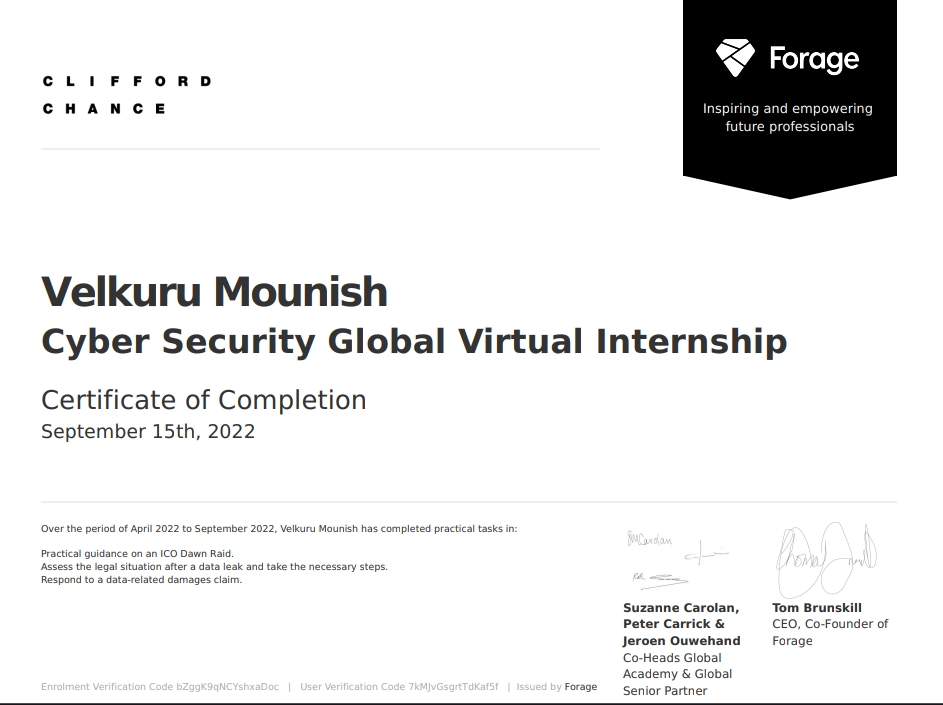 CLIFFORD
CHANCE
Forage
Inspiring and empowering
future professionals
Velkuru Mounish
Cyber Security Global Virtual Internship
Certificate of Completion
September 15th, 2022
Over the period of April 2022 to September 2022, Velkuru Mounish has completed practical tasks in:
Practical guidance on an ICO Dawn Raid.
Assess the legal situation after a data leak and take the necessary steps.
Respond to a data-related damages claim.
Suzanne Carolan,
Peter Carrick &
Jeroen Ouwehand
Co-Heads Global
Academy & Global
Senior Partner
Tom Brunskill
CEO, Co-Founder of
Forage
Enrolment Verification Code bZggK9qNCYshxaDoc | User Verification Code 7kMJvGsgrtTdKaf5f | Issued by Forage